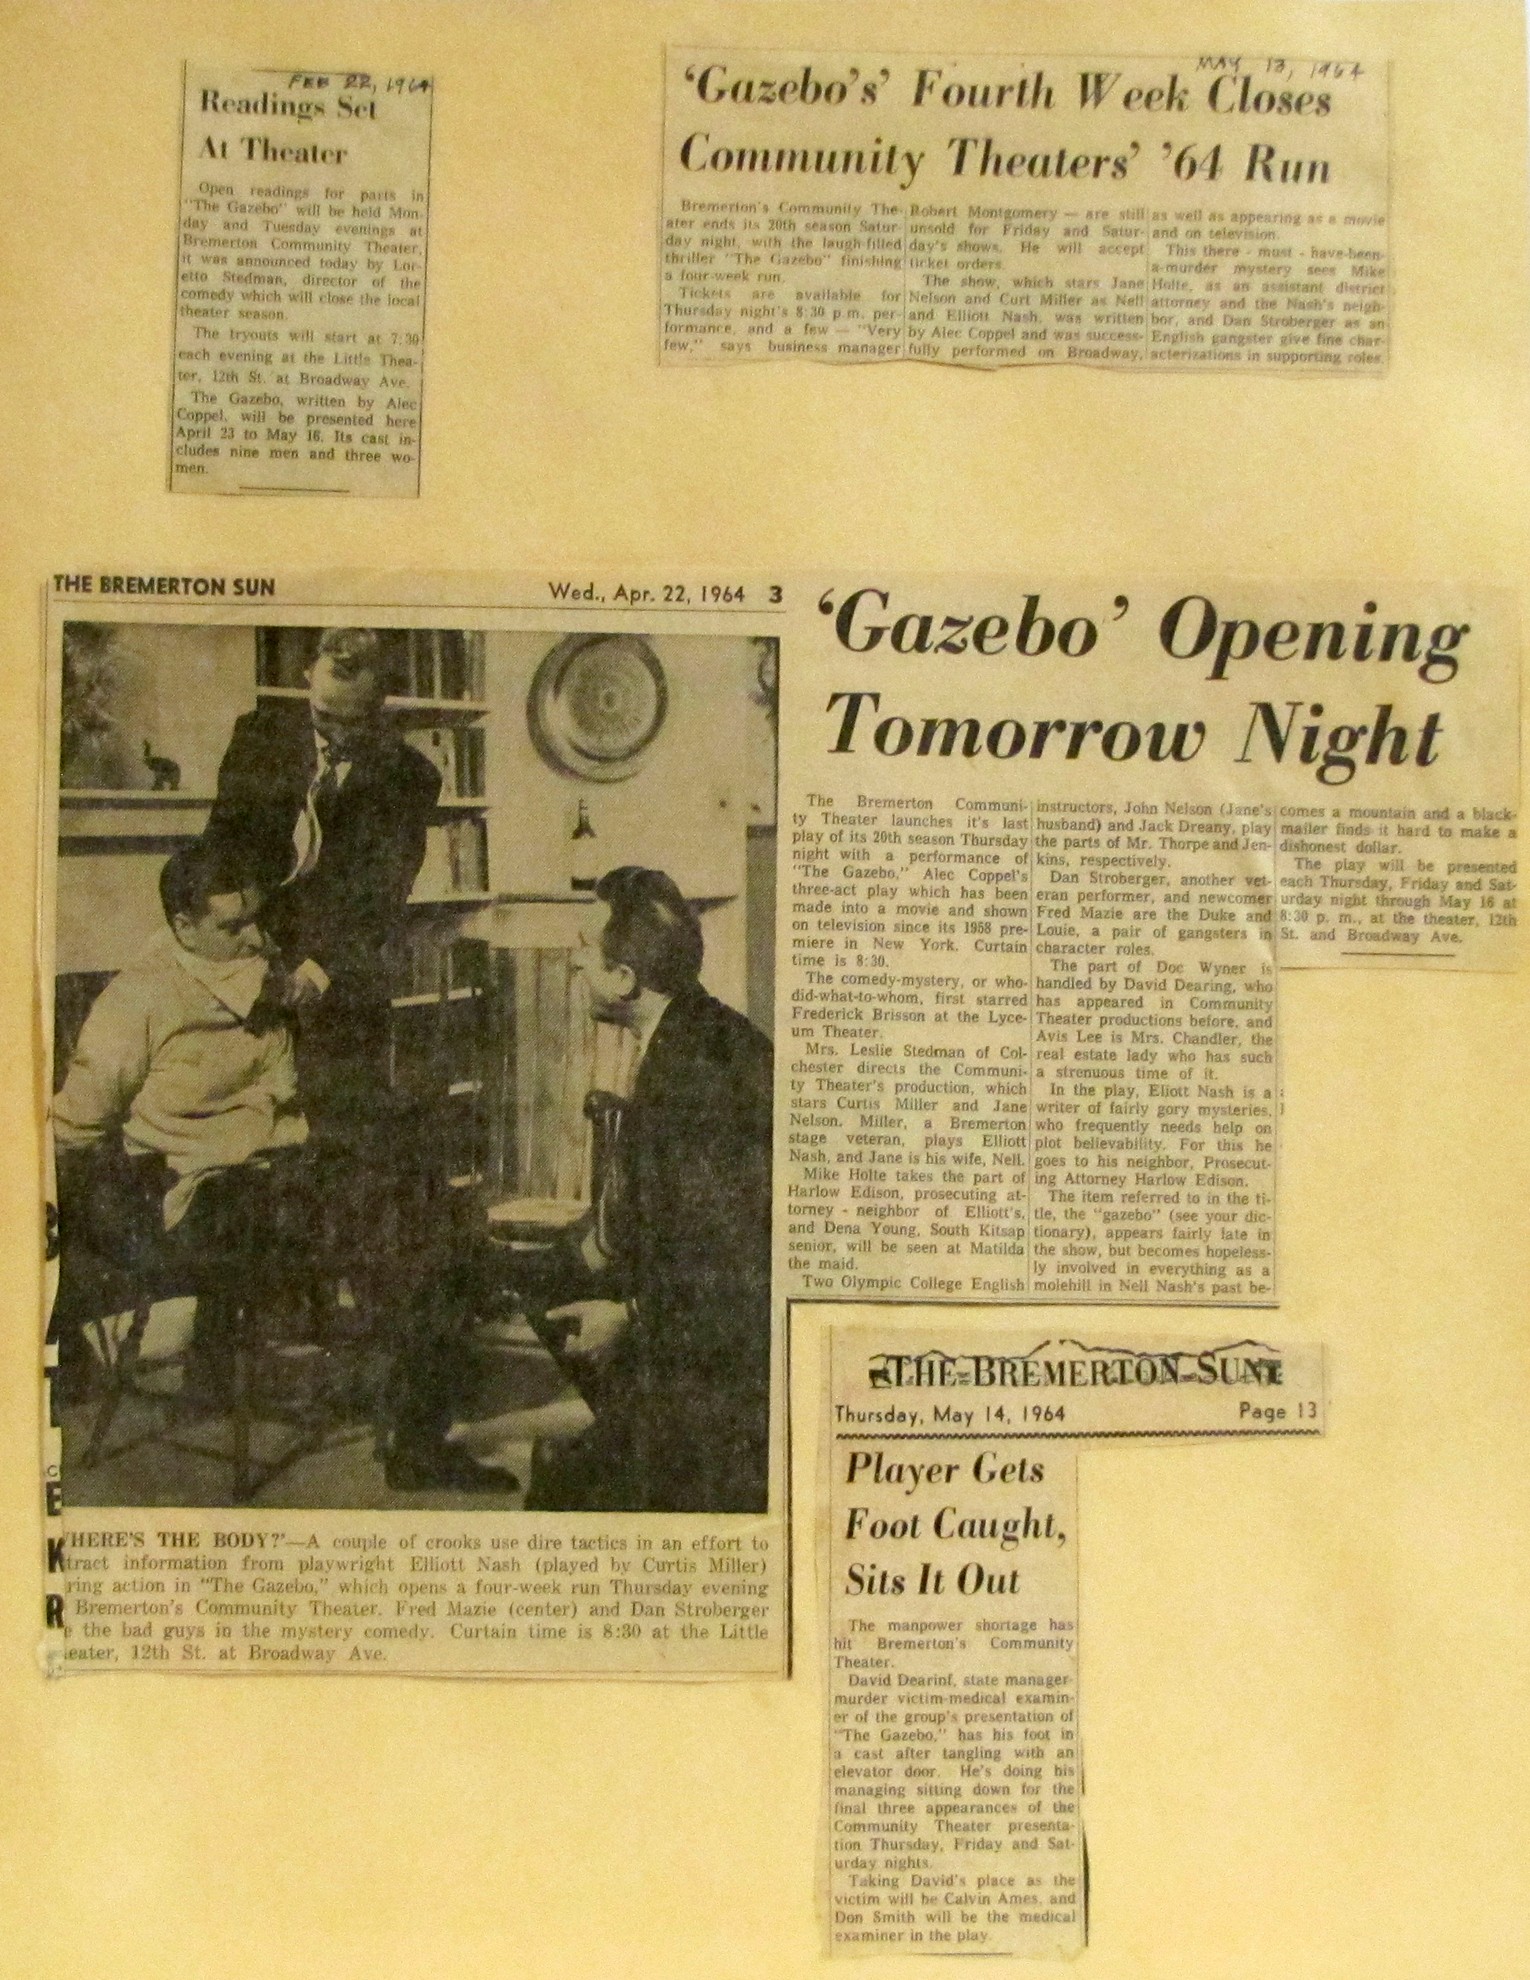 FEB 22, 1964
Readings Set
At Theater
Open readings for parts in
"The Gazebo" will be held Mon-
day and Tuesday evenings at
Bremerton Community Theater,
it was announced today by Lor-
etto Stedman, director of the
comedy which will close the local
theater season.
The tryouts will start at 7:30
each evening at the Little Thea-
ter, 12th St. at Broadway Ave.
The Gazebo, written by Alec
Coppel, will be presented here
April 23 to May 16. Its cast in-
cludes nine men and three wo-
men.
MAY 13, 1964
'Gazebo's' Fourth Week Closes
Community Theaters' '64 Run
Bremerton's Community The-
ater ends its 20th season Satur-
day night, with the laugh-filled
thriller "The Gazebo" finishing
a four-week run.
Tickets are available for
Thursday night's 8:30 p.m. per-
formance, and a few — "Very
few," says business manager
Robert Montgomery — are still
unsold for Friday and Satur-
day's shows. He will accept
ticket orders.
The show, which stars Jane
Nelson and Curt Miller as Nell
and Elliott Nash, was written
by Alec Coppel and was success-
fully performed on Broadway,
as well as appearing as a movie
and on television.
This there - must - have-been-
a-murder mystery sees Mike
Holte, as an assistant district
attorney and the Nash's neigh-
bor, and Dan Stroberger as an
English gangster give fine char-
acterizations in supporting roles.
THE BREMERTON SUN Wed., Apr. 22, 1964 3
HERE'S THE BODY?'—A couple of crooks use dire tactics in an effort to
tract information from playwright Elliott Nash (played by Curtis Miller)
ring action in "The Gazebo," which opens a four-week run Thursday evening
Bremerton's Community Theater. Fred Mazie (center) and Dan Stroberger
e the bad guys in the mystery comedy. Curtain time is 8:30 at the Little
eater, 12th St. at Broadway Ave.
'Gazebo' Opening
Tomorrow Night
The Bremerton Communi-
ty Theater launches it's last
play of its 20th season Thursday
night with a performance of
"The Gazebo," Alec Coppel's
three-act play which has been
made into a movie and shown
on television since its 1958 pre-
miere in New York. Curtain
time is 8:30.
The comedy-mystery, or who-
did-what-to-whom, first starred
Frederick Brisson at the Lyce-
um Theater.
Mrs. Leslie Stedman of Col-
chester directs the Communi-
ty Theater's production, which
stars Curtis Miller and Jane
Nelson. Miller, a Bremerton
stage veteran, plays Elliott
Nash, and Jane is his wife, Nell.
Mike Holte takes the part of
Harlow Edison, prosecuting at-
torney - neighbor of Elliott's,
and Dena Young, South Kitsap
senior, will be seen at Matilda
the maid.
Two Olympic College English
instructors, John Nelson (Jane's
husband) and Jack Dreany, play
the parts of Mr. Thorpe and Jen-
kins, respectively.
Dan Stroberger, another vet-
eran performer, and newcomer
Fred Mazie are the Duke and
Louie, a pair of gangsters in
character roles.
The part of Doc Wyner is
handled by David Dearing, who
has appeared in Community
Theater productions before, and
Avis Lee is Mrs. Chandler, the
real estate lady who has such
a strenuous time of it.
In the play, Eliott Nash is a
writer of fairly gory mysteries,
who frequently needs help on
plot believability. For this he
goes to his neighbor, Prosecut-
ing Attorney Harlow Edison.
The item referred to in the ti-
tle, the "gazebo" (see your dic-
tionary), appears fairly late in
the show, but becomes hopeless-
ly involved in everything as a
molehill in Nell Nash's past be-
comes a mountain and a black-
mailer finds it hard to make a
dishonest dollar.
The play will be presented
each Thursday, Friday and Sat-
urday night through May 16 at
8:30 p. m., at the theater, 12th
St. and Broadway Ave.
THE BREMERTON SUN
Thursday, May 14, 1964 Page 13
Player Gets
Foot Caught,
Sits It Out
The manpower shortage has
hit Bremerton's Community
Theater.
David Dearinf, state manager-
murder victim-medical examin-
er of the group's presentation of
"The Gazebo," has his foot in
a cast after tangling with an
elevator door. He's doing his
managing sitting down for the
final three appearances of the
Community Theater presenta-
tion Thursday, Friday and Sat-
urday nights.
Taking David's place as the
victim will be Calvin Ames, and
Don Smith will be the medical
examiner in the play.